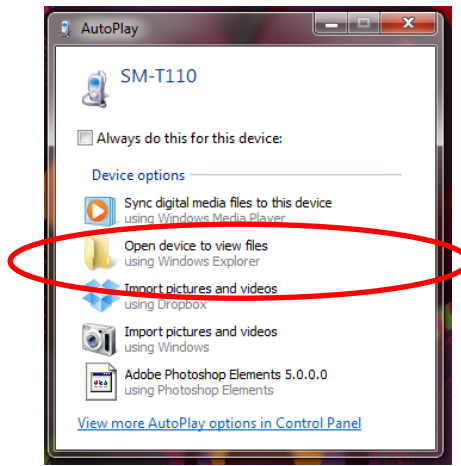 AutoPlay
SM-T110
Always do this for this device:
Device options
Sync digital media files to this device
using Windows Media Player
Open device to view files
using Windows Explorer
Import pictures and videos
using Dropbox
Import pictures and videos
using Windows
Adobe Photoshop Elements 5.0.0.0
using Photoshop Elements
View more AutoPlay options in Control Panel